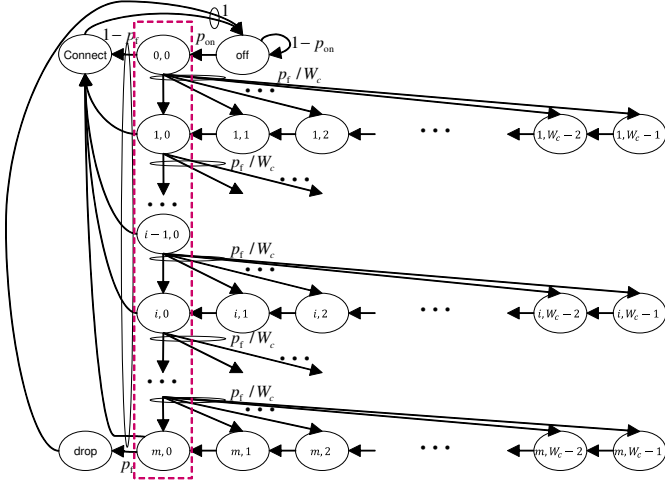 1
1−p_f
p_on
1−p_on
Connect
0, 0
off
p_f / W_c
•••
1, 0
1, 1
1, 2
•••
1, W_c−2
1, W_c−1
p_f / W_c
•••
•••
i−1, 0
p_f / W_c
•••
i, 0
i, 1
i, 2
•••
i, W_c−2
i, W_c−1
p_f / W_c
•••
•••
p_f / W_c
•••
drop
m, 0
m, 1
m, 2
•••
m, W_c−2
m, W_c−1
p_f